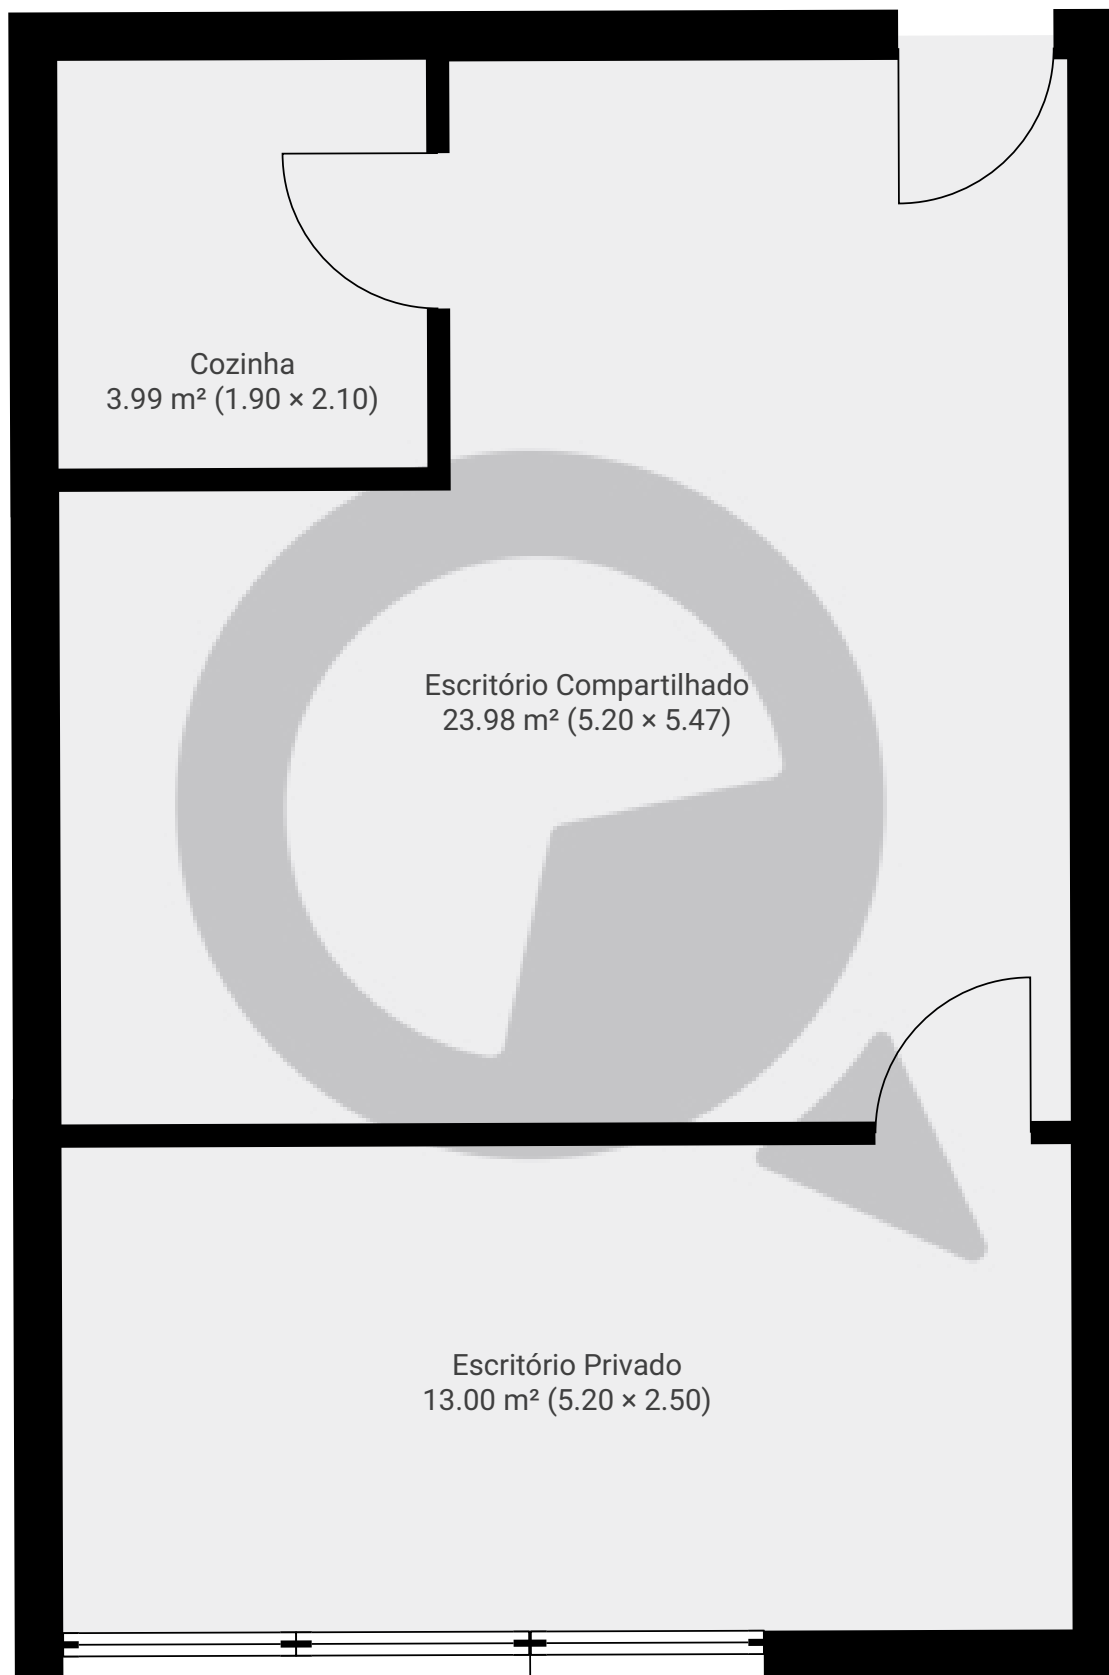 Cozinha
3.99 m² (1.90 × 2.10)
Escritório Compartilhado
23.98 m² (5.20 × 5.47)
Escritório Privado
13.00 m² (5.20 × 2.50)